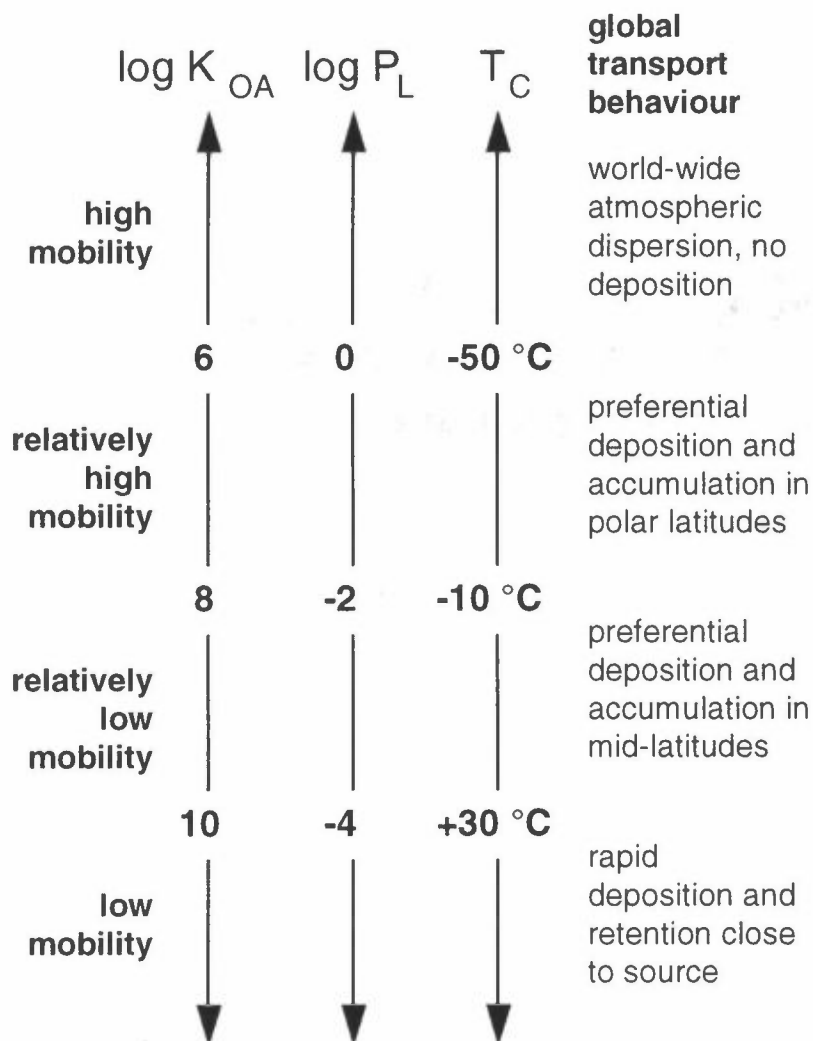 global
transport
behaviour
log K OA log P L T C
high
mobility
world-wide
atmospheric
dispersion, no
deposition
6 0 -50 °C
relatively
high
mobility
preferential
deposition and
accumulation in
polar latitudes
8 -2 -10 °C
relatively
low
mobility
preferential
deposition and
accumulation in
mid-latitudes
10 -4 +30 °C
low
mobility
rapid
deposition and
retention close
to source